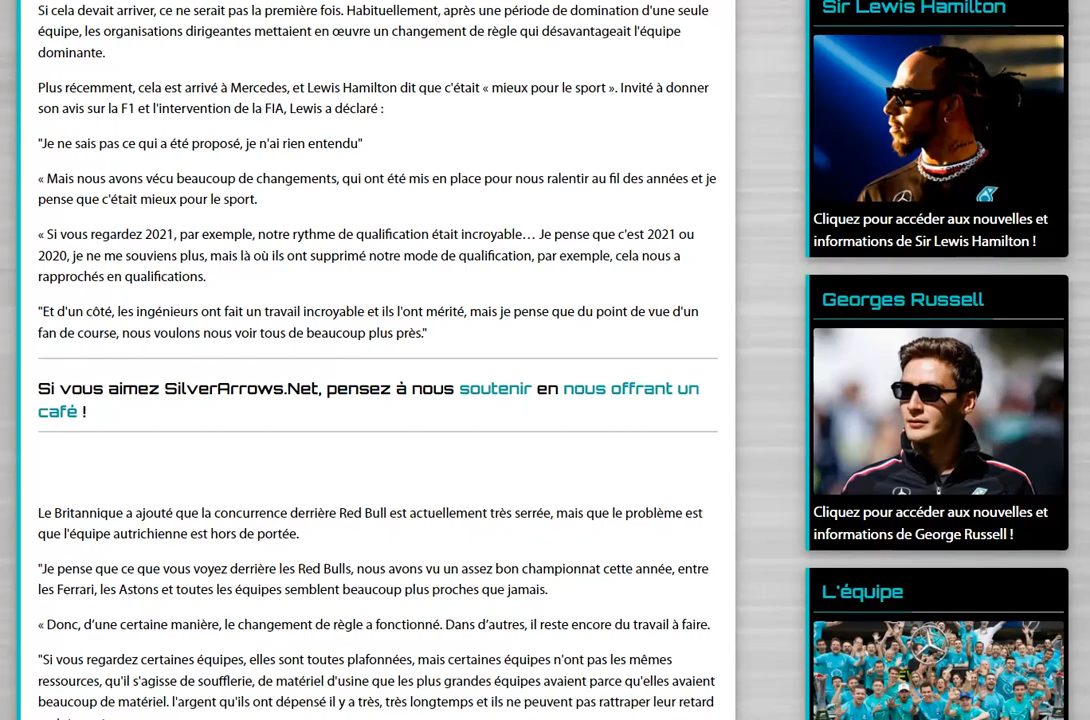 Si cela devait arriver, ce ne serait pas la première fois. Habituellement, après une période de domination d'une seule
équipe, les organisations dirigeantes mettaient en œuvre un changement de règle qui désavantageait l'équipe
dominante.
Plus récemment, cela est arrivé à Mercedes, et Lewis Hamilton dit que c'était « mieux pour le sport ». Invité à donner
son avis sur la F1 et l'intervention de la FIA, Lewis a déclaré :
"Je ne sais pas ce qui a été proposé, je n'ai rien entendu"
« Mais nous avons vécu beaucoup de changements, qui ont été mis en place pour nous ralentir au fil des années et je
pense que c'était mieux pour le sport.
« Si vous regardez 2021, par exemple, notre rythme de qualification était incroyable… Je pense que c'est 2021 ou
2020, je ne me souviens plus, mais là où ils ont supprimé notre mode de qualification, par exemple, cela nous a
rapprochés en qualifications.
"Et d'un côté, les ingénieurs ont fait un travail incroyable et ils l'ont mérité, mais je pense que du point de vue d'un
fan de course, nous voulons nous voir tous de beaucoup plus près."
Si vous aimez SilverArrows.Net, pensez à nous soutenir en nous offrant un
café !
Le Britannique a ajouté que la concurrence derrière Red Bull est actuellement très serrée, mais que le problème est
que l'équipe autrichienne est hors de portée.
"Je pense que ce que vous voyez derrière les Red Bulls, nous avons vu un assez bon championnat cette année, entre
les Ferrari, les Astons et toutes les équipes semblent beaucoup plus proches que jamais.
« Donc, d’une certaine manière, le changement de règle a fonctionné. Dans d’autres, il reste encore du travail à faire.
"Si vous regardez certaines équipes, elles sont toutes plafonnées, mais certaines équipes n'ont pas les mêmes
ressources, qu'il s'agisse de soufflerie, de matériel d'usine que les plus grandes équipes avaient parce qu'elles avaient
beaucoup de matériel. l'argent qu'ils ont dépensé il y a très, très longtemps et ils ne peuvent pas rattraper leur retard
Sir Lewis Hamilton
Cliquez pour accéder aux nouvelles et
informations de Sir Lewis Hamilton !
Georges Russell
Cliquez pour accéder aux nouvelles et
informations de George Russell !
L'équipe